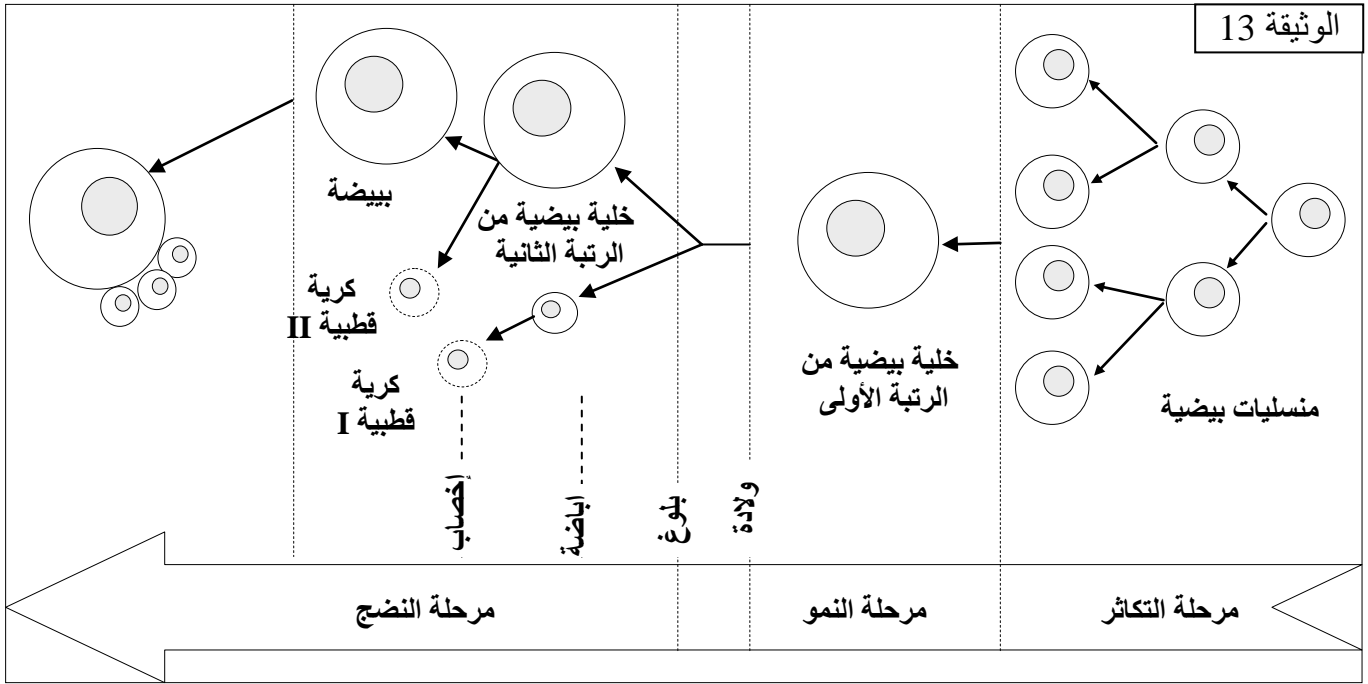 الوثيقة 13
منسليات بيضية
خلية بيضية من
الرتبة الأولى
خلية بيضية من
الرتبة الثانية
بييضة
كرية
قطبية II
كرية
قطبية I
ولادة
بلوغ
اباضة
إخصاب
مرحلة التكاثر
مرحلة النمو
مرحلة النضج